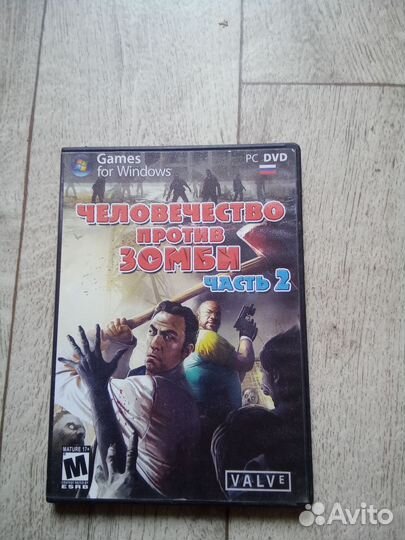 Games
for Windows
PC DVD
ЧЕЛОВЕЧЕСТВО
ПРОТИВ
ЗОМБИ
ЧАСТЬ 2
MATURE 17+
M
ESRB
VALVE
Avito